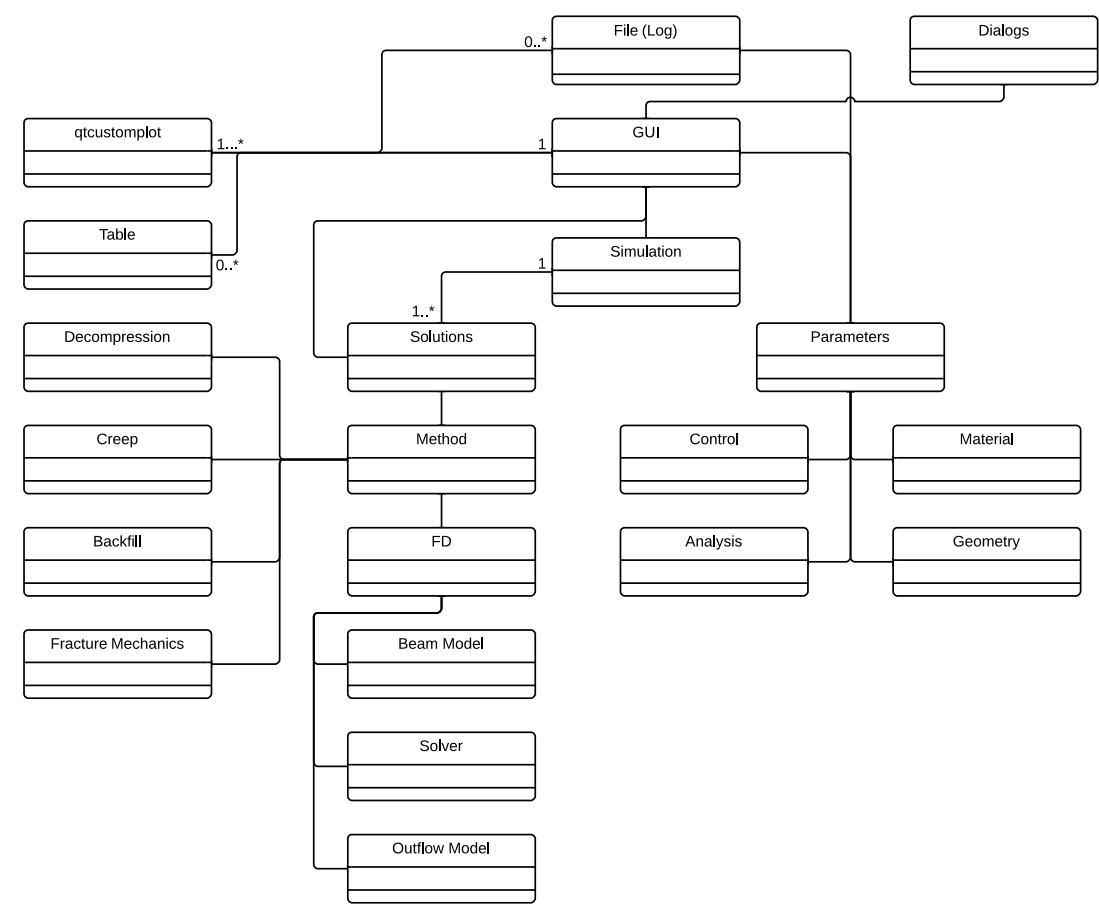 File (Log)
Dialogs
0..*
qtcustomplot
GUI
1...*
1
Table
Simulation
0..*
1
1..*
Decompression
Solutions
Parameters
Creep
Method
Control
Material
Backfill
FD
Analysis
Geometry
Fracture Mechanics
Beam Model
Solver
Outflow Model